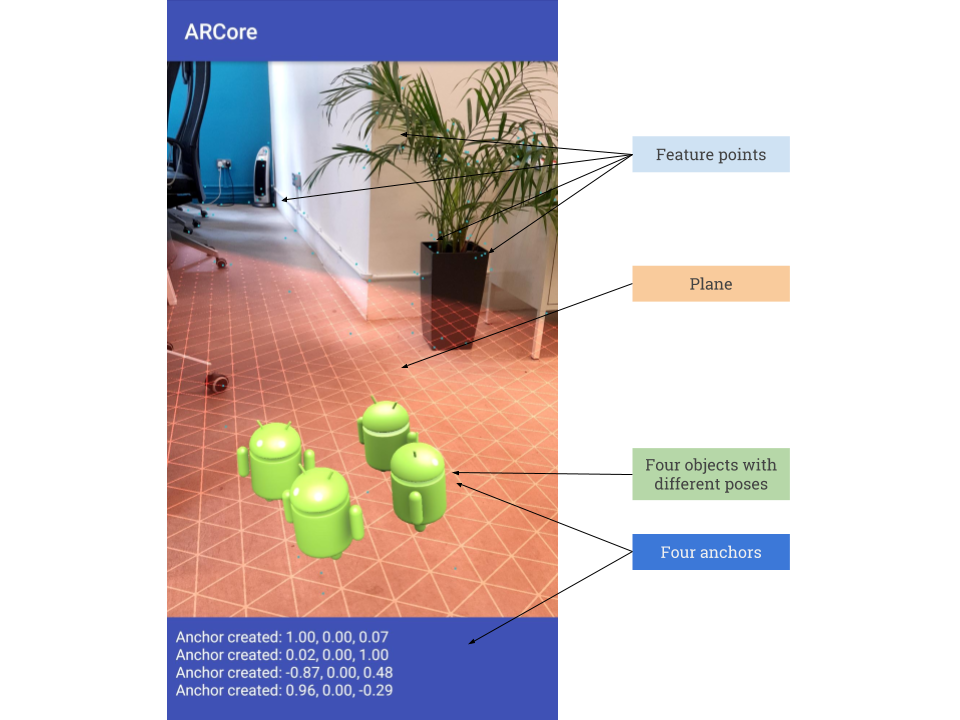 ARCore
Feature points
Plane
Four objects with
different poses
Four anchors
Anchor created: 1.00, 0.00, 0.07
Anchor created: 0.02, 0.00, 1.00
Anchor created: -0.87, 0.00, 0.48
Anchor created: 0.96, 0.00, -0.29